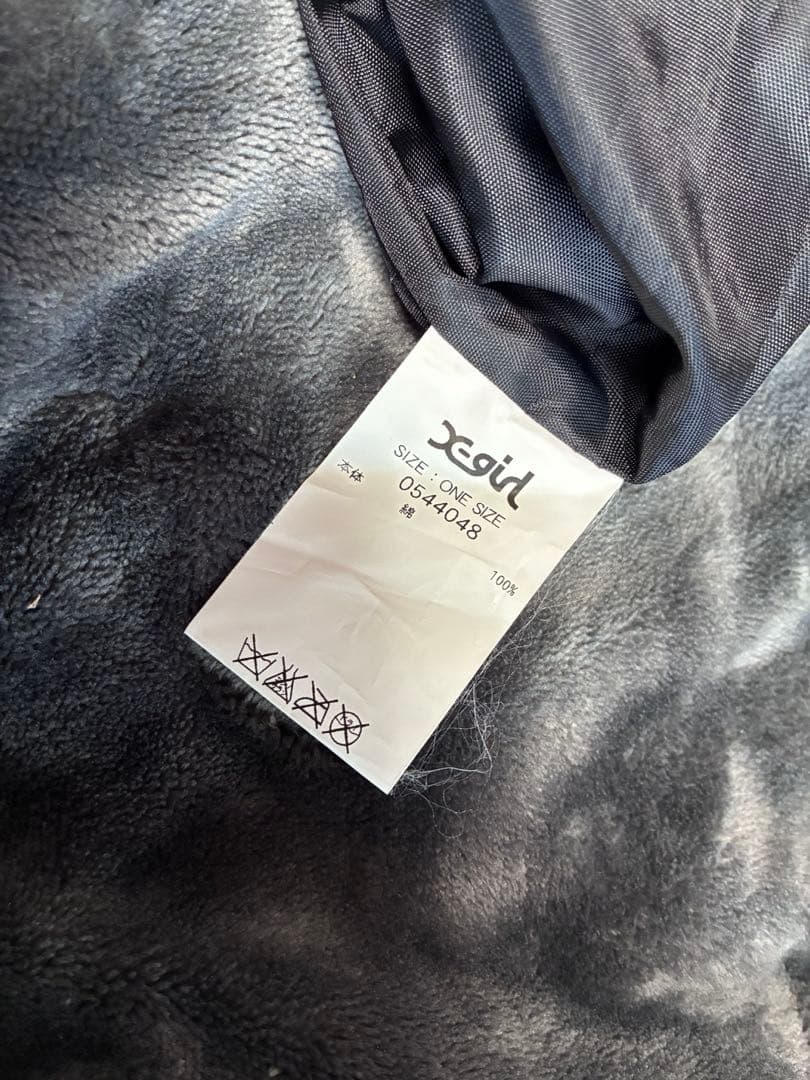 X-girl
SIZE : ONE SIZE
0544048
本体 綿
100%